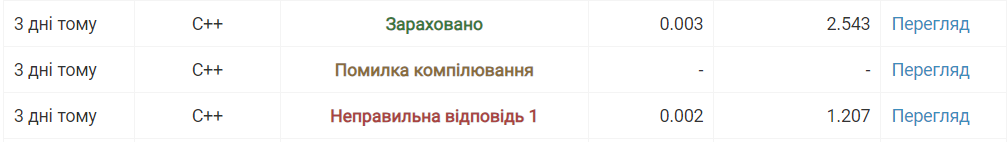 3 дні тому C++ Зараховано 0.003 2.543 Перегляд
3 дні тому C++ Помилка компілювання - - Перегляд
3 дні тому C++ Неправильна відповідь 1 0.002 1.207 Перегляд